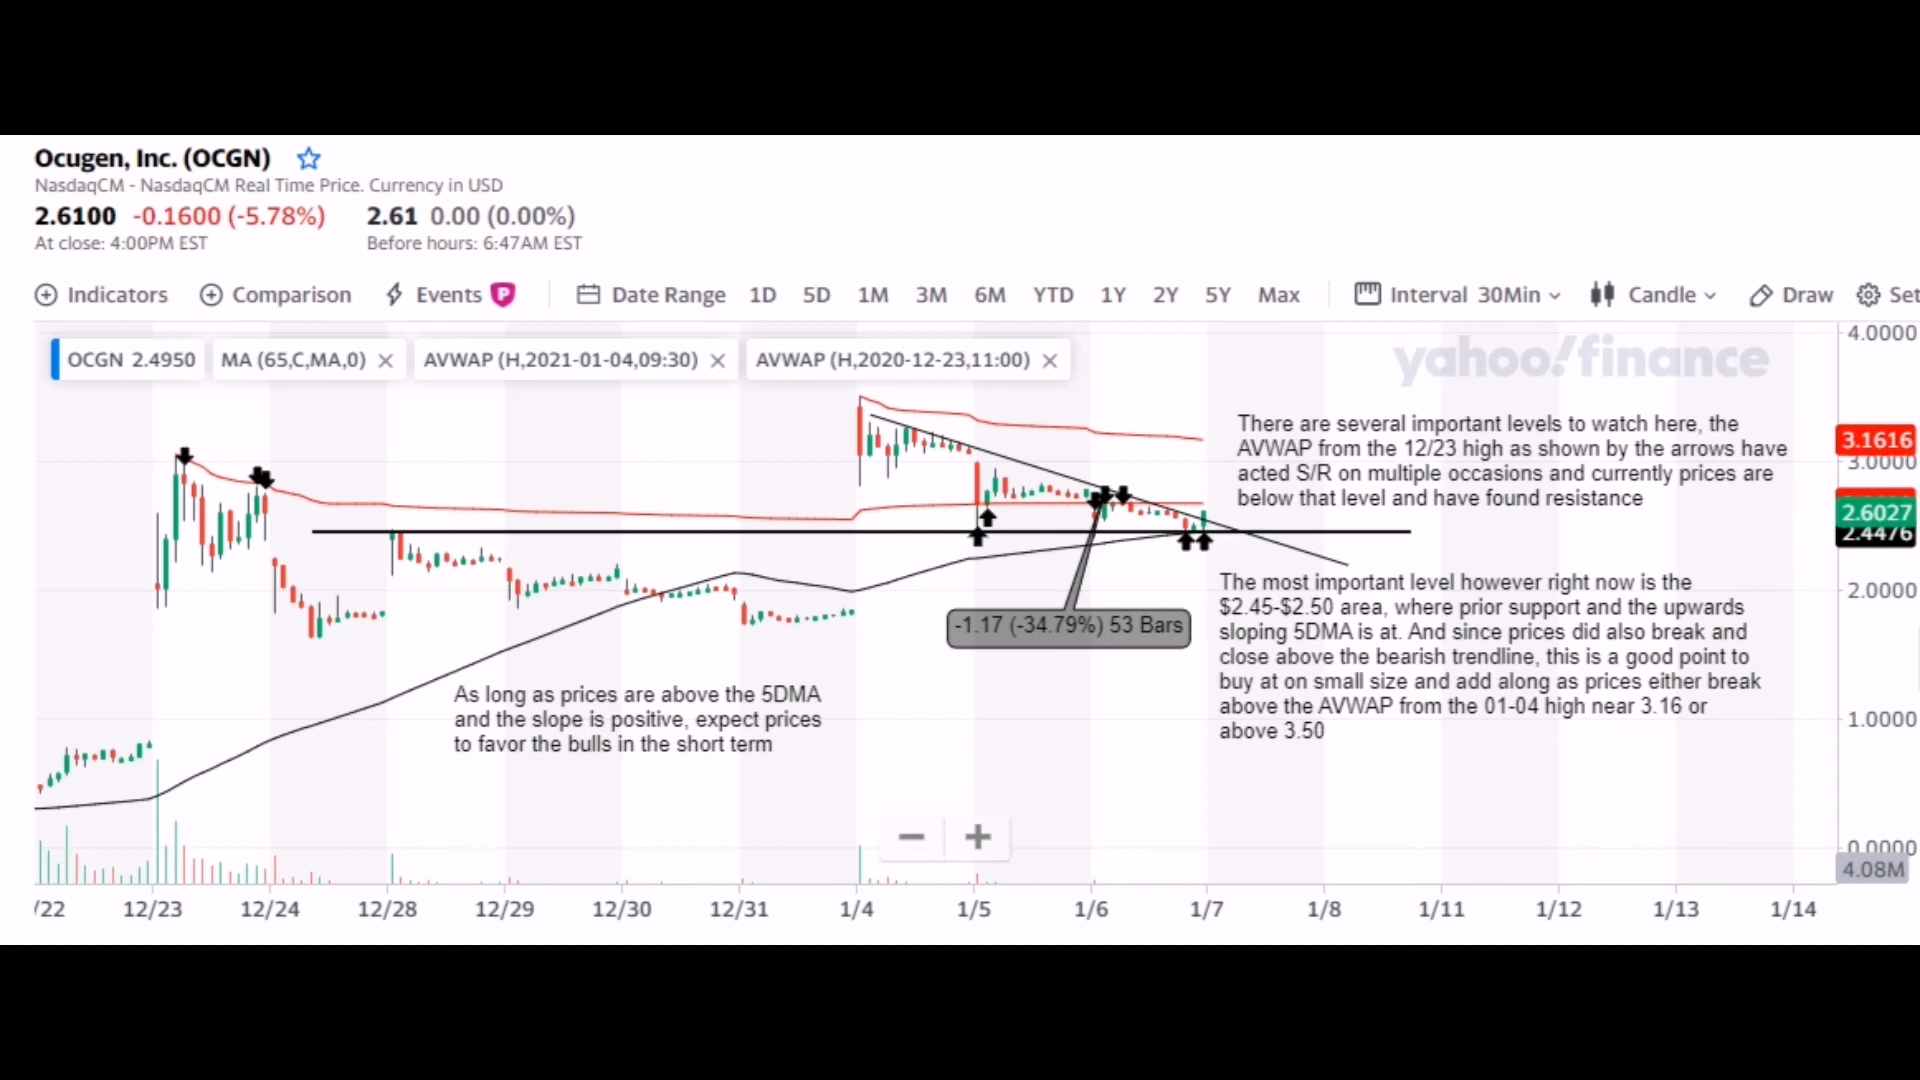 Ocugen, Inc. (OCGN)
NasdaqCM - NasdaqCM Real Time Price. Currency in USD
2.6100 -0.1600 (-5.78%) 2.61 0.00 (0.00%)
At close: 4:00PM EST Before hours: 6:47AM EST
Indicators Comparison Events P Date Range 1D 5D 1M 3M 6M YTD 1Y 2Y 5Y Max Interval 30Min Candle Draw Set
OCGN 2.4950 MA (65,C,MA,0) AVWAP (H,2021-01-04,09:30) AVWAP (H,2020-12-23,11:00)
yahoo!finance
4.0000
There are several important levels to watch here, the
AVWAP from the 12/23 high as shown by the arrows have
acted S/R on multiple occasions and currently prices are
below that level and have found resistance
3.1616
3.0000
2.6027
2.4476
The most important level however right now is the
$2.45-$2.50 area, where prior support and the upwards
sloping 5DMA is at. And since prices did also break and
close above the bearish trendline, this is a good point to
buy at on small size and add along as prices either break
above the AVWAP from the 01-04 high near 3.16 or
above 3.50
2.0000
-1.17 (-34.79%) 53 Bars
As long as prices are above the 5DMA
and the slope is positive, expect prices
to favor the bulls in the short term
1.0000
0.0000
4.08M
/22 12/23 12/24 12/28 12/29 12/30 12/31 1/4 1/5 1/6 1/7 1/8 1/11 1/12 1/13 1/14